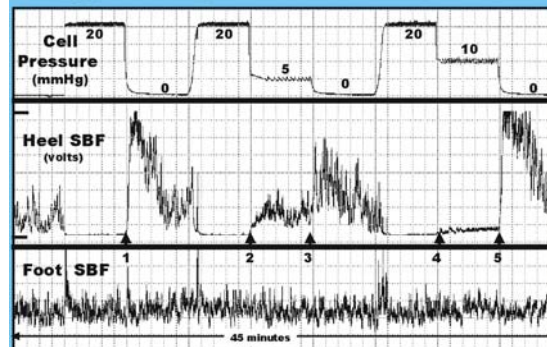 20 20 20
Cell
Pressure
(mmHg)
0 5 0 10 0
Heel SBF
(volts)
1 2 3 4 5
Foot SBF
45 minutes